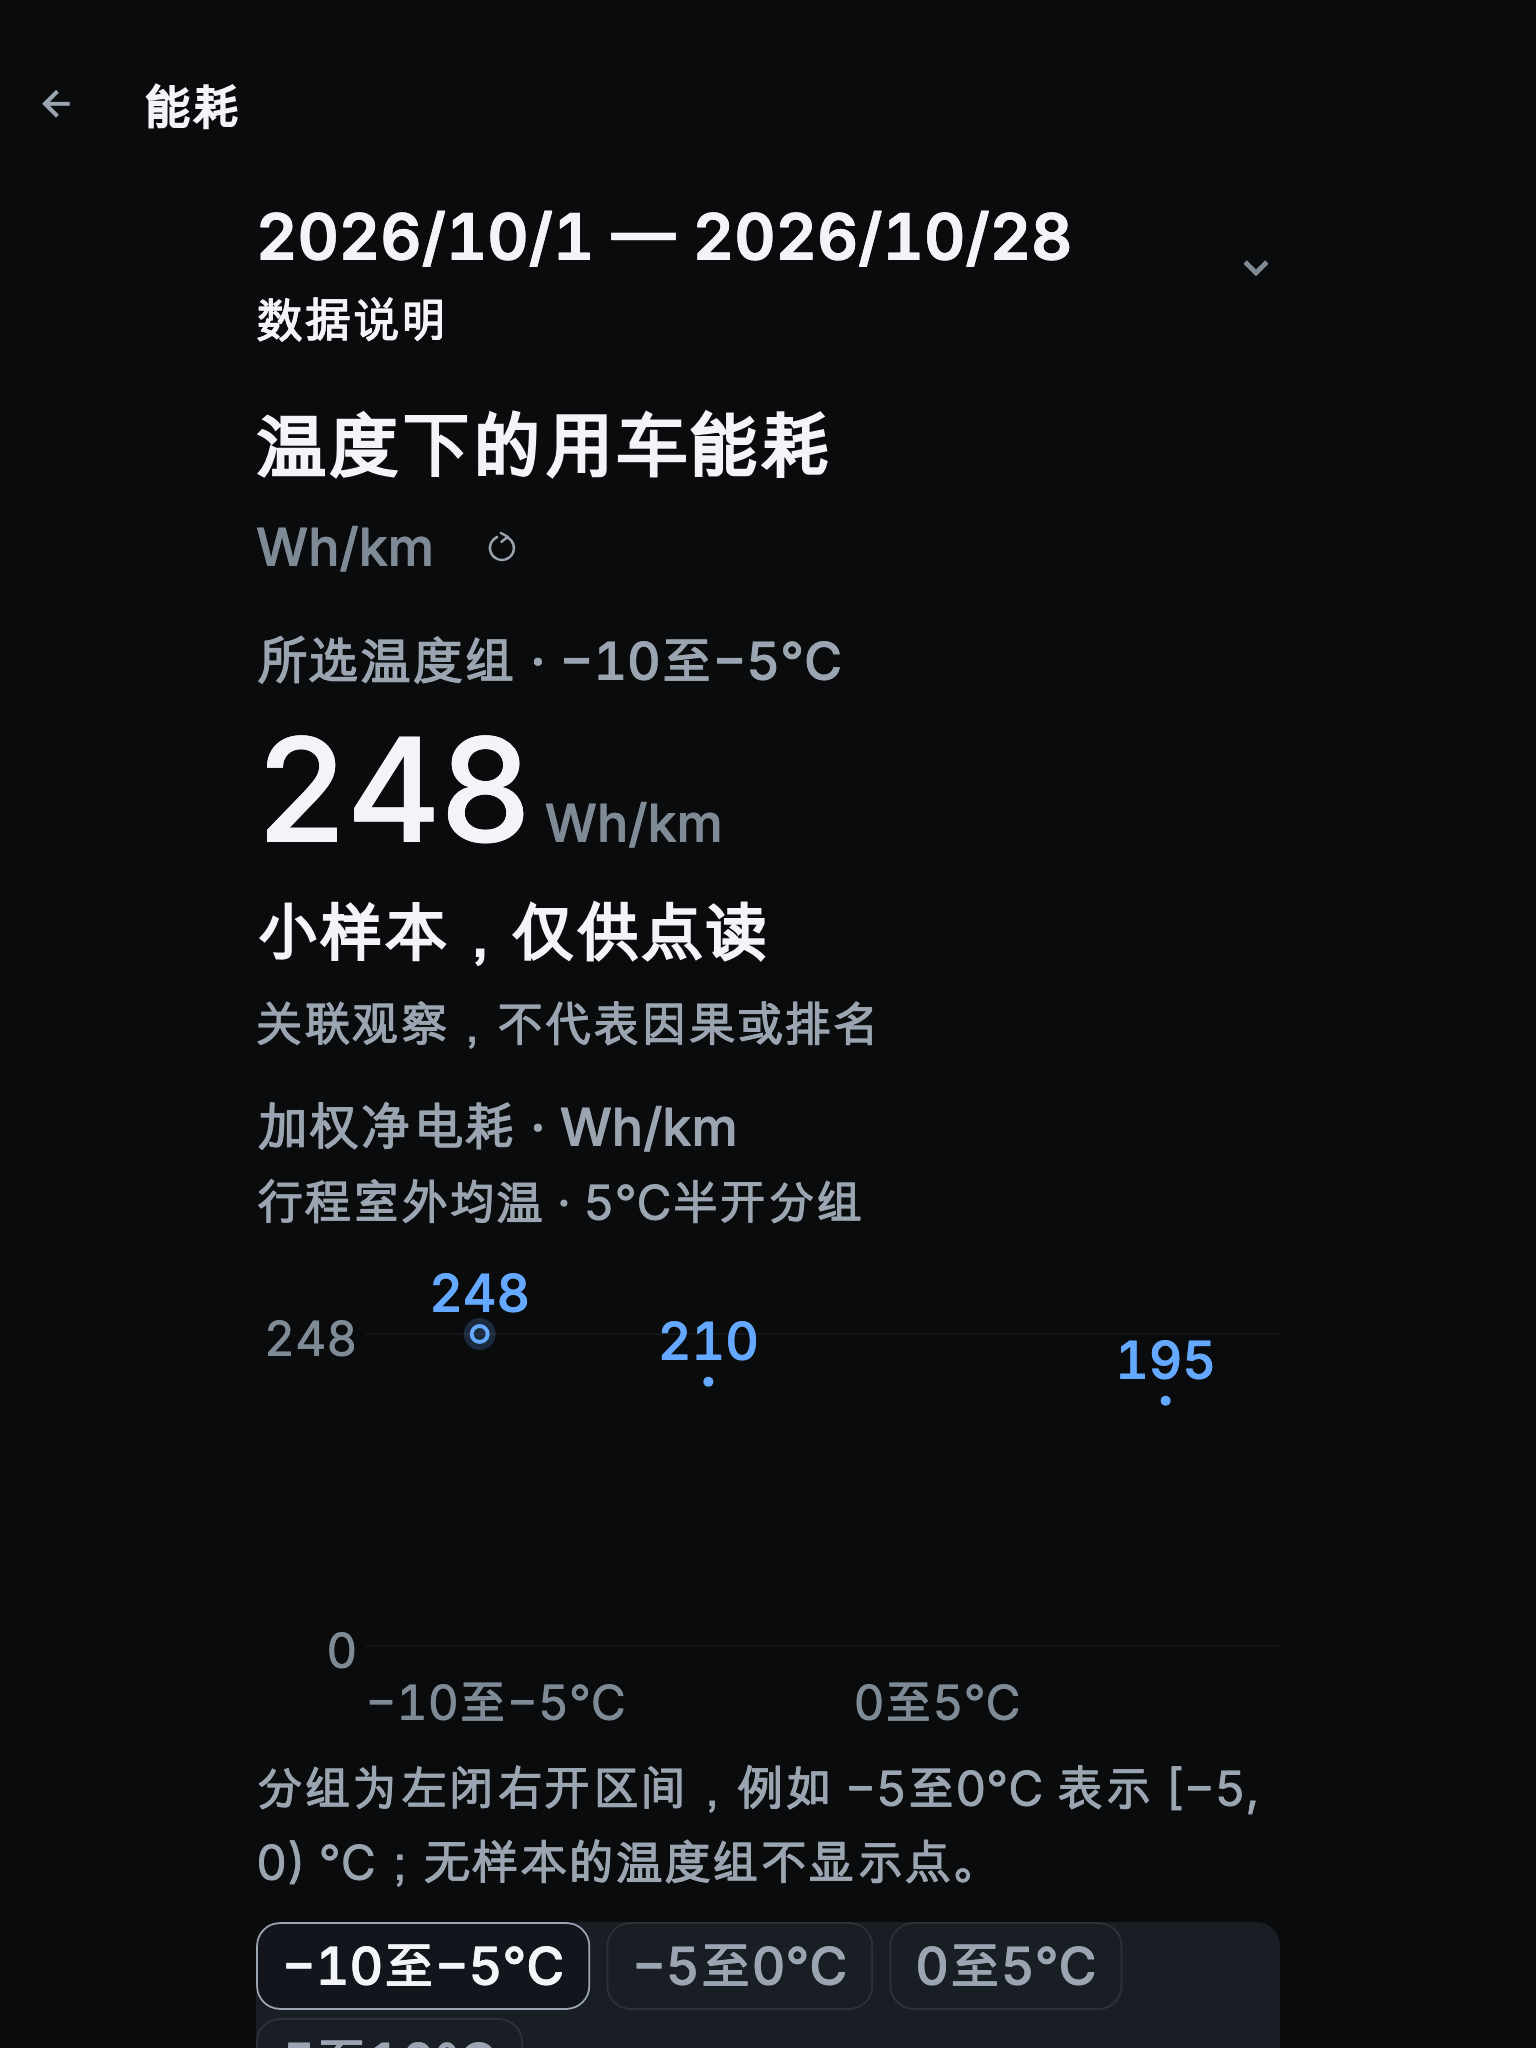 能耗
2026/10/1 — 2026/10/28
数据说明
温度下的用车能耗
Wh/km
所选温度组 · −10至−5°C
248 Wh/km
小样本，仅供点读
关联观察，不代表因果或排名
加权净电耗 · Wh/km
行程室外均温 · 5°C半开分组
248
248
210
195
0
−10至−5°C
0至5°C
分组为左闭右开区间，例如 −5至0°C 表示 [−5,
0) °C；无样本的温度组不显示点。
−10至−5°C
−5至0°C
0至5°C
5至10°C